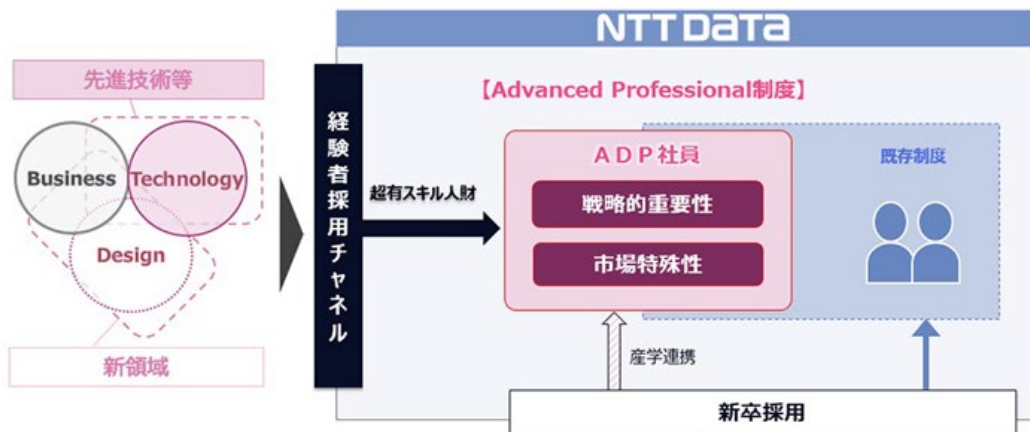 NTT DATA
先進技術等
Business
Technology
Design
新領域
経験者採用チャネル
超有スキル人財
【Advanced Professional制度】
ADP社員
戦略的重要性
市場特殊性
既存制度
産学連携
新卒採用